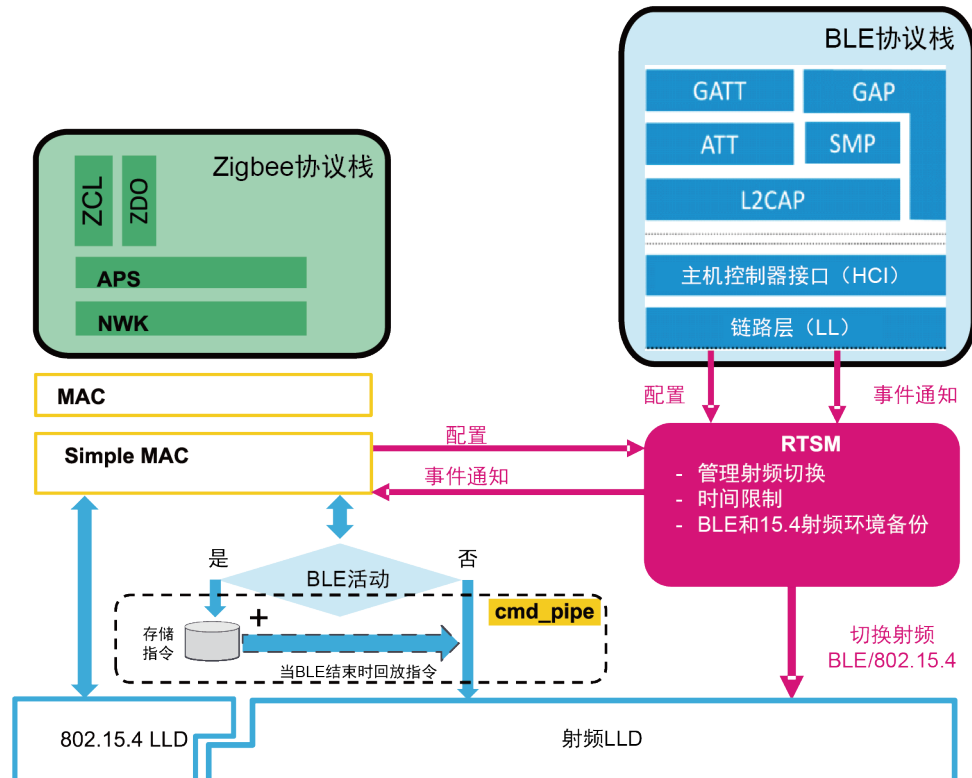 BLE协议栈
GATT
GAP
ATT
SMP
L2CAP
主机控制器接口（HCI）
链路层（LL）
Zigbee协议栈
ZCL
ZDO
APS
NWK
MAC
Simple MAC
配置
事件通知
配置
事件通知
RTSM
- 管理射频切换
- 时间限制
- BLE和15.4射频环境备份
是
BLE活动
否
cmd_pipe
存储
指令
+
当BLE结束时回放指令
切换射频
BLE/802.15.4
802.15.4 LLD
射频LLD